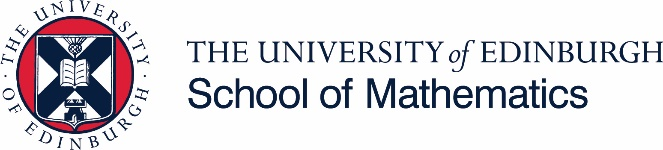 THE UNIVERSITY
OF EDINBURGH
THE UNIVERSITY of EDINBURGH
School of Mathematics